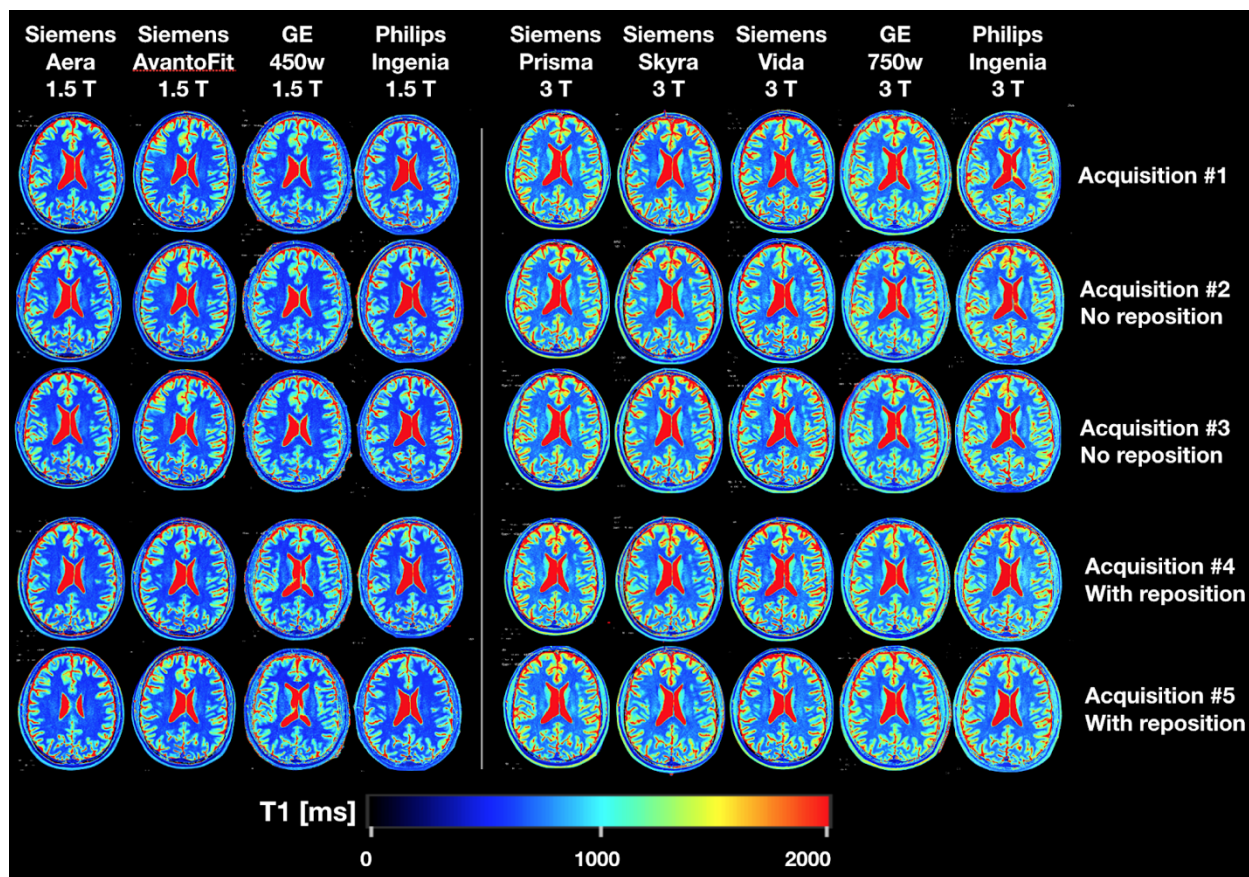 Siemens Aera 1.5 T
Siemens AvantoFit 1.5 T
GE 450w 1.5 T
Philips Ingenia 1.5 T
Siemens Prisma 3 T
Siemens Skyra 3 T
Siemens Vida 3 T
GE 750w 3 T
Philips Ingenia 3 T
Acquisition #1
Acquisition #2
No reposition
Acquisition #3
No reposition
Acquisition #4
With reposition
Acquisition #5
With reposition
T1 [ms]
0 1000 2000